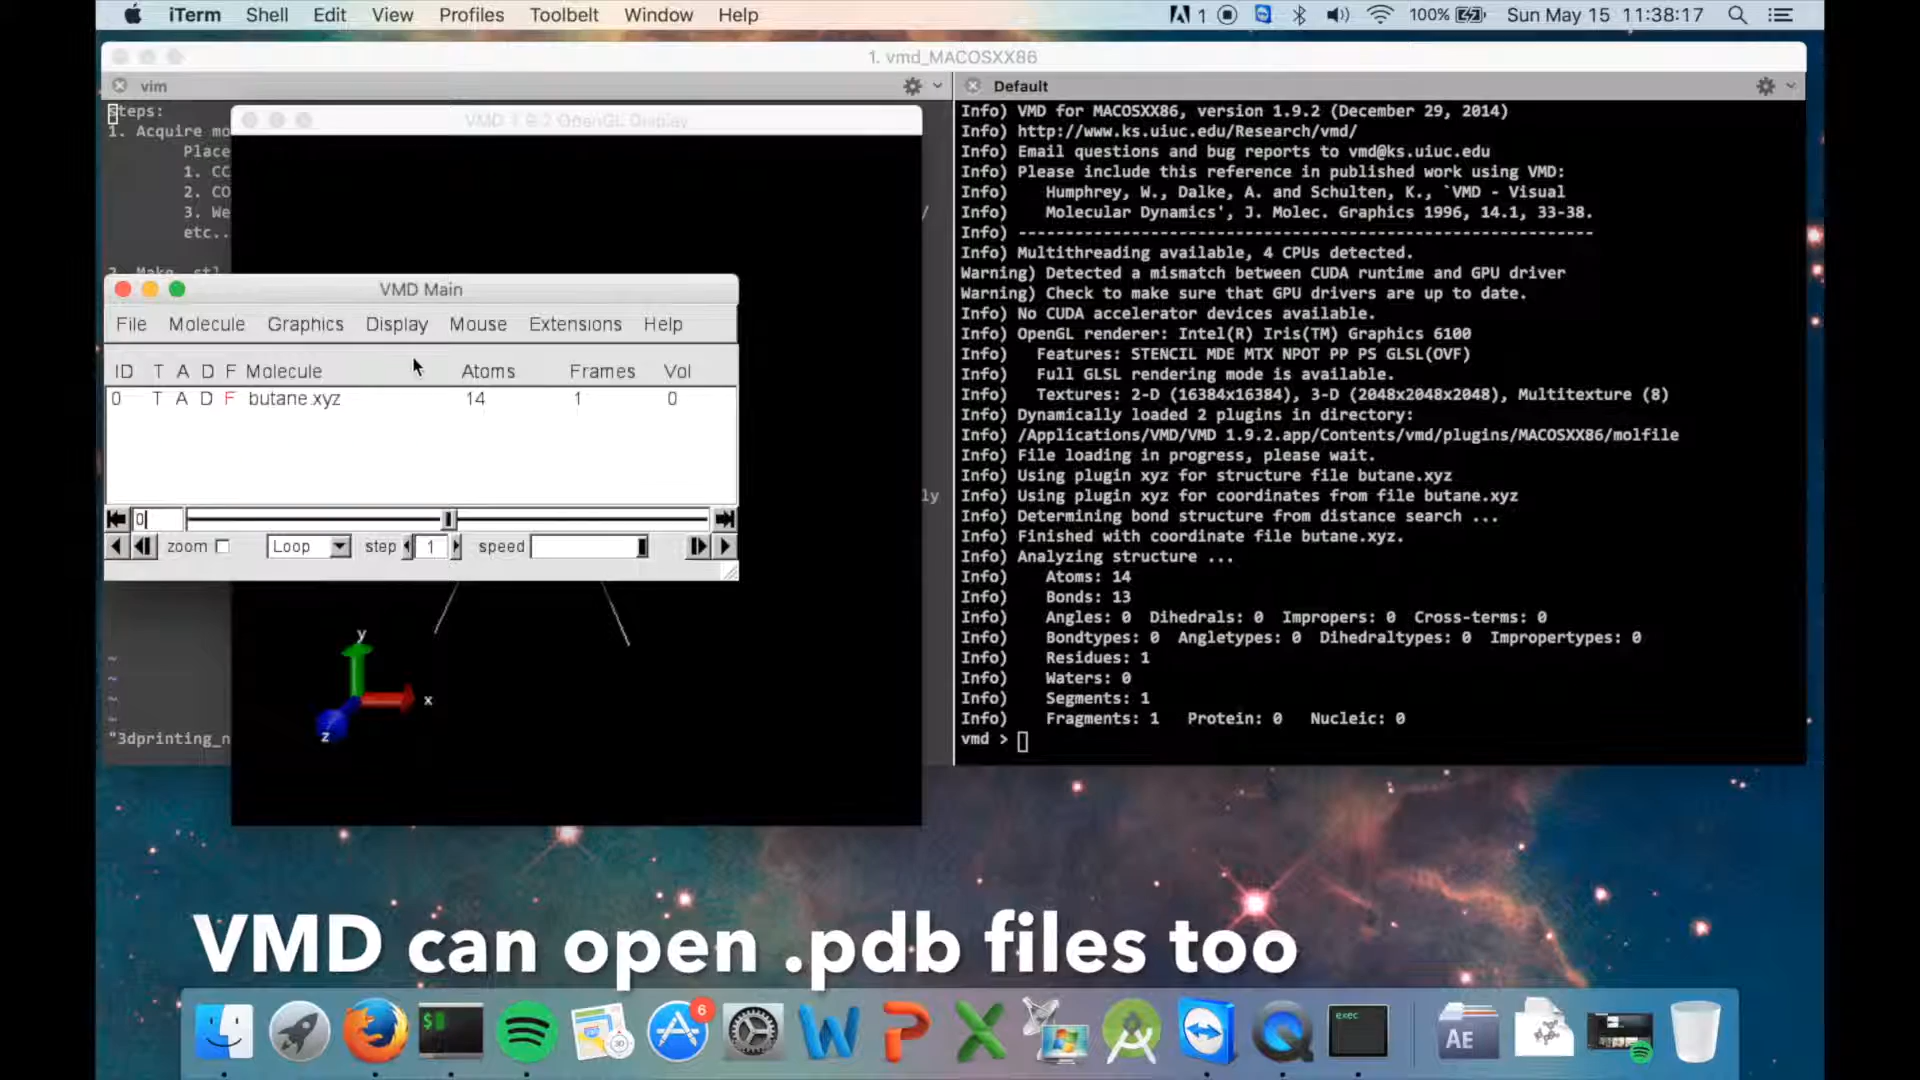 iTerm Shell Edit View Profiles Toolbelt Window Help
1 100% Sun May 15 11:38:17
1. vmd_MACOSXX86
vim
Steps:
1. Acquire mo
Place
1. CC
2. CO
3. We
etc..
/
ly
~
~
~
~
"3dprinting_n
VMD 1.9.2 OpenGL Display
y
x
z
VMD Main
File Molecule Graphics Display Mouse Extensions Help
ID T A D F Molecule Atoms Frames Vol
0 T A D F butane.xyz 14 1 0
0
zoom Loop step 1 speed
Default
Info) VMD for MACOSXX86, version 1.9.2 (December 29, 2014)
Info) http://www.ks.uiuc.edu/Research/vmd/
Info) Email questions and bug reports to vmd@ks.uiuc.edu
Info) Please include this reference in published work using VMD:
Info) Humphrey, W., Dalke, A. and Schulten, K., `VMD - Visual
Info) Molecular Dynamics', J. Molec. Graphics 1996, 14.1, 33-38.
Info) -------------------------------------------------------------
Info) Multithreading available, 4 CPUs detected.
Warning) Detected a mismatch between CUDA runtime and GPU driver
Warning) Check to make sure that GPU drivers are up to date.
Info) No CUDA accelerator devices available.
Info) OpenGL renderer: Intel(R) Iris(TM) Graphics 6100
Info) Features: STENCIL MDE MTX NPOT PP PS GLSL(OVF)
Info) Full GLSL rendering mode is available.
Info) Textures: 2-D (16384x16384), 3-D (2048x2048x2048), Multitexture (8)
Info) Dynamically loaded 2 plugins in directory:
Info) /Applications/VMD/VMD 1.9.2.app/Contents/vmd/plugins/MACOSXX86/molfile
Info) File loading in progress, please wait.
Info) Using plugin xyz for structure file butane.xyz
Info) Using plugin xyz for coordinates from file butane.xyz
Info) Determining bond structure from distance search ...
Info) Finished with coordinate file butane.xyz.
Info) Analyzing structure ...
Info) Atoms: 14
Info) Bonds: 13
Info) Angles: 0 Dihedrals: 0 Impropers: 0 Cross-terms: 0
Info) Bondtypes: 0 Angletypes: 0 Dihedraltypes: 0 Impropertypes: 0
Info) Residues: 1
Info) Waters: 0
Info) Segments: 1
Info) Fragments: 1 Protein: 0 Nucleic: 0
vmd >
VMD can open .pdb files too
6
30
exec
AE